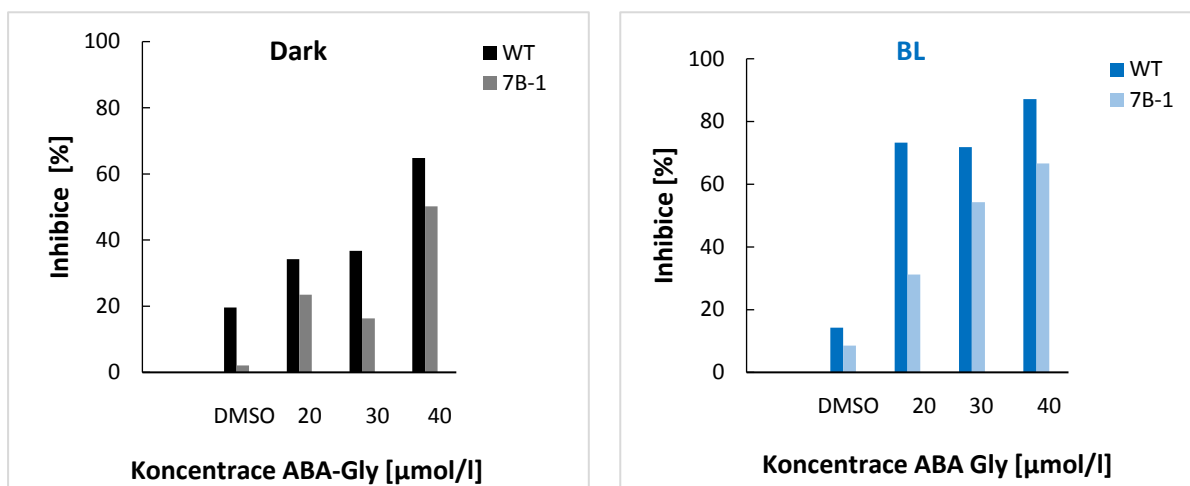 Dark
WT
7B-1
100
80
60
40
20
0
Inhibice [%]
DMSO 20 30 40
Koncentrace ABA-Gly [µmol/l]
BL
WT
7B-1
100
80
60
40
20
0
Inhibice [%]
DMSO 20 30 40
Koncentrace ABA Gly [µmol/l]